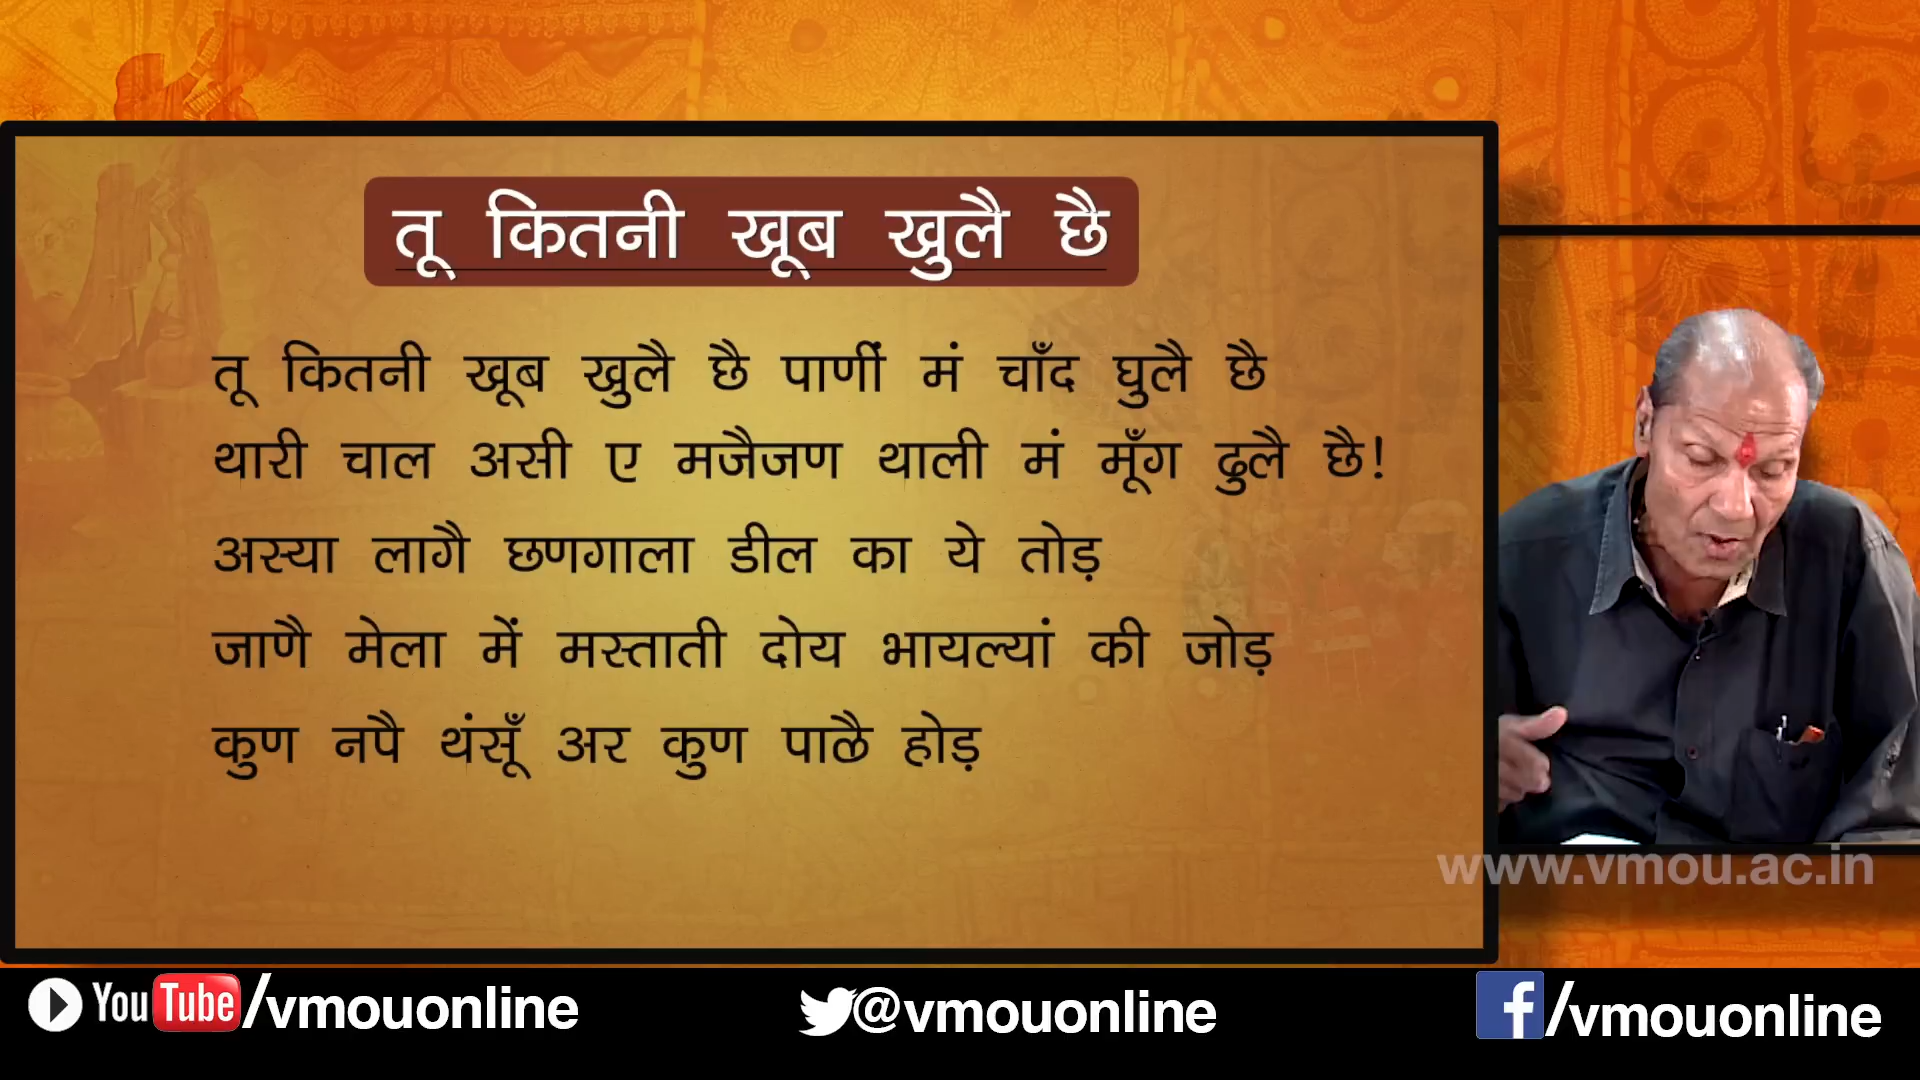 तू कितनी खूब खुलै छै
तू कितनी खूब खुलै छै पाणीं मं चाँद घुलै छै
थारी चाल असी ए मजैजण थाली मं मूँग ढुलै छै!
अस्या लागै छणगाला डील का ये तोड़
जाणै मेला में मस्ताती दोय भायल्यां की जोड़
कुण नपै थंसूँ अर कुण पाळै होड़
www.vmou.ac.in
YouTube/vmouonline
@vmouonline
f/vmouonline